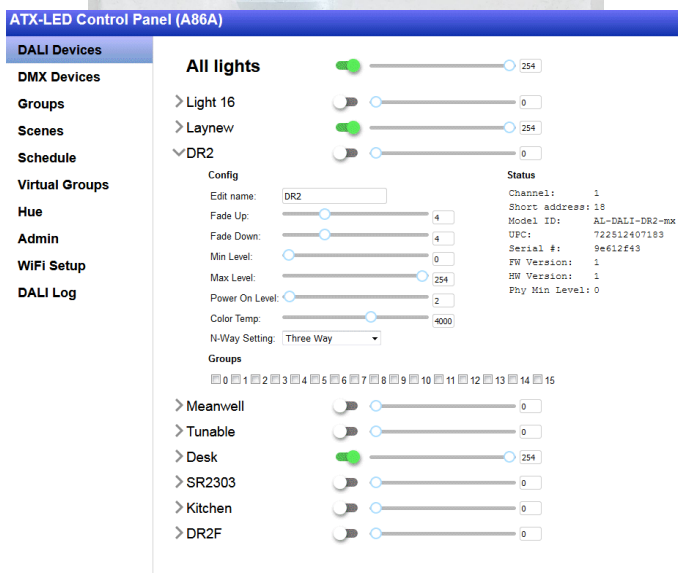 ATX-LED Control Panel (A86A)
DALI Devices
DMX Devices
Groups
Scenes
Schedule
Virtual Groups
Hue
Admin
WiFi Setup
DALI Log
All lights 254
Light 16 0
Laynew 254
DR2 0
Config
Edit name: DR2
Fade Up: 4
Fade Down: 4
Min Level: 0
Max Level: 254
Power On Level: 2
Color Temp: 4000
N-Way Setting: Three Way
Groups
0 1 2 3 4 5 6 7 8 9 10 11 12 13 14 15
Status
Channel: 1
Short address: 18
Model ID: AL-DALI-DR2-mx
UPC: 722512407183
Serial #: 9e612f43
FW Version: 1
HW Version: 1
Phy Min Level: 0
Meanwell 0
Tunable 0
Desk 254
SR2303 0
Kitchen 0
DR2F 0